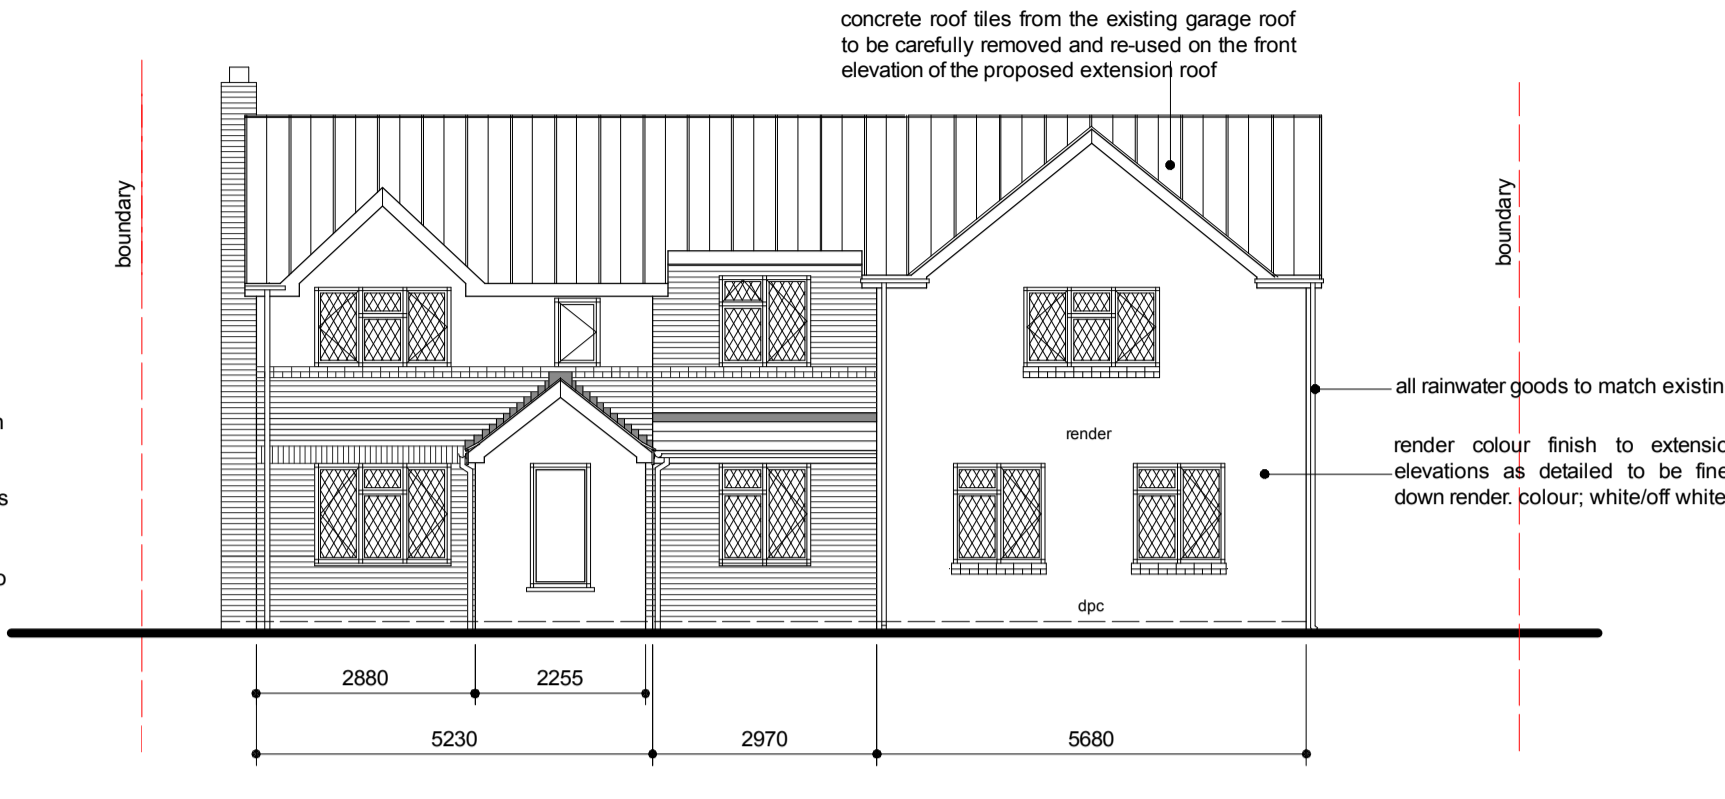 concrete roof tiles from the existing garage roof
to be carefully removed and re-used on the front
elevation of the proposed extension roof
boundary
boundary
all rainwater goods to match existin
render
n
render colour finish to extensio
elevations as detailed to be fine
down render. colour; white/off white
s
o
dpc
2880
2255
5230
2970
5680